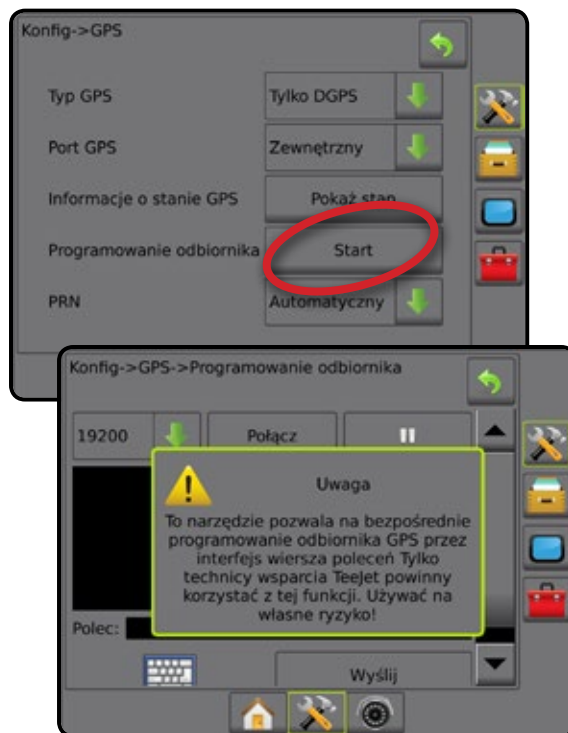 Konfig->GPS
Typ GPS Tylko DGPS
Port GPS Zewnętrzny
Informacje o stanie GPS Pokaż stan
Programowanie odbiornika Start
PRN Automatyczny
Konfig->GPS->Programowanie odbiornika
19200 Połącz
Uwaga
To narzędzie pozwala na bezpośrednie
programowanie odbiornika GPS przez
interfejs wiersza poleceń Tylko
technicy wsparcia TeeJet powinny
korzystać z tej funkcji. Używać na
własne ryzyko!
Polec:
Wyślij